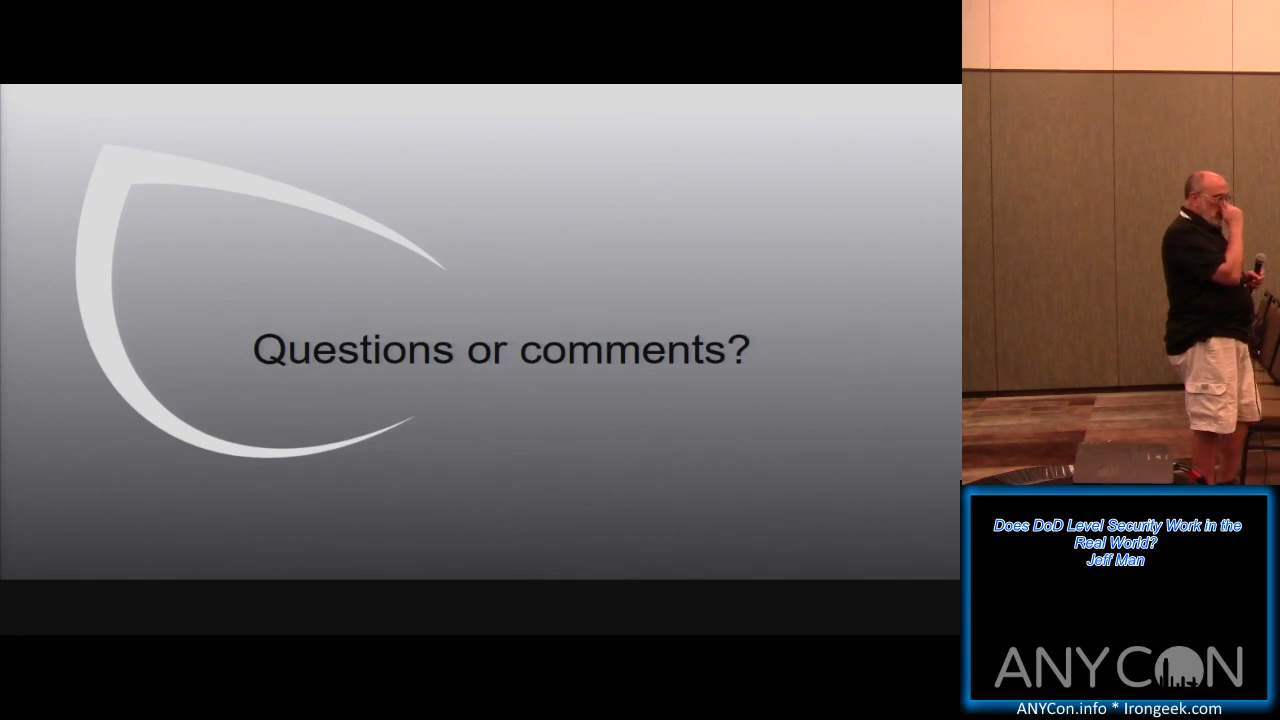 Questions or comments?
Does DoD Level Security Work in the
Real World?
Jeff Man
ANYCON
ANYCon.info * Irongeek.com